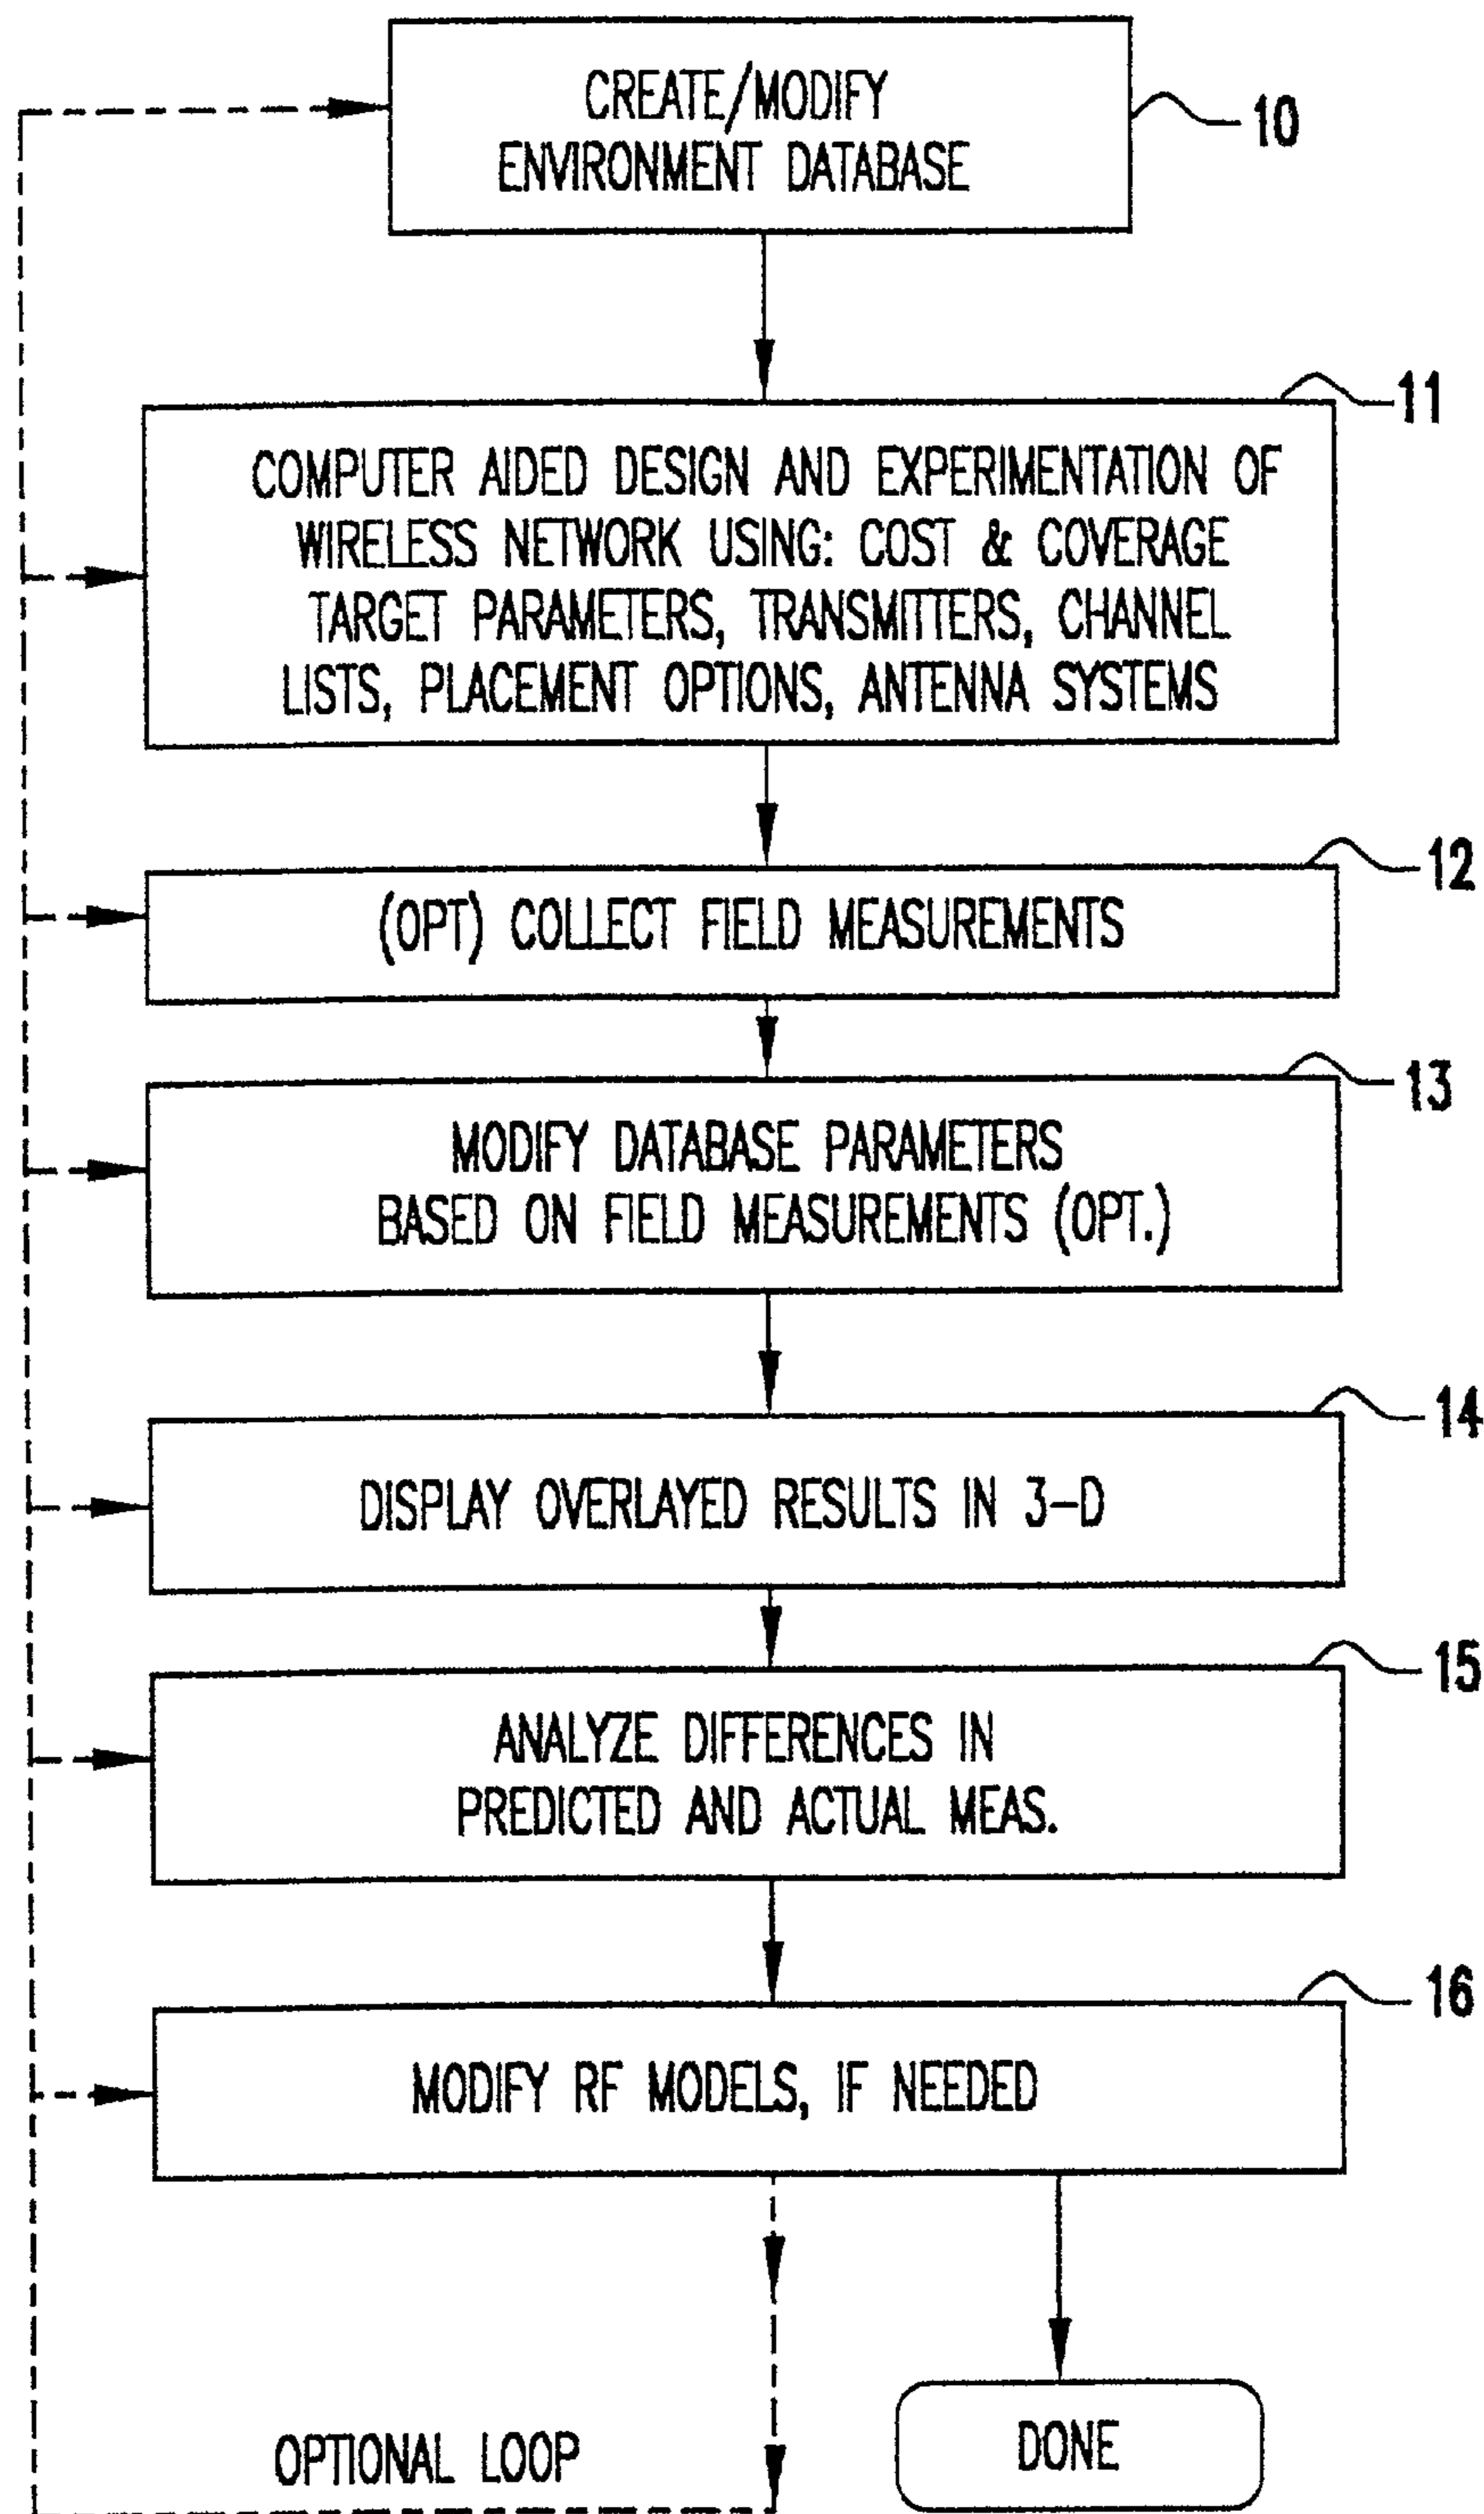 CREATE/MODIFY
ENVIRONMENT DATABASE
10
11
COMPUTER AIDED DESIGN AND EXPERIMENTATION OF
WIRELESS NETWORK USING: COST & COVERAGE
TARGET PARAMETERS, TRANSMITTERS, CHANNEL
LISTS, PLACEMENT OPTIONS, ANTENNA SYSTEMS
12
(OPT) COLLECT FIELD MEASUREMENTS
13
MODIFY DATABASE PARAMETERS
BASED ON FIELD MEASUREMENTS (OPT.)
14
DISPLAY OVERLAYED RESULTS IN 3-D
15
ANALYZE DIFFERENCES IN
PREDICTED AND ACTUAL MEAS.
16
MODIFY RF MODELS, IF NEEDED
OPTIONAL LOOP
DONE